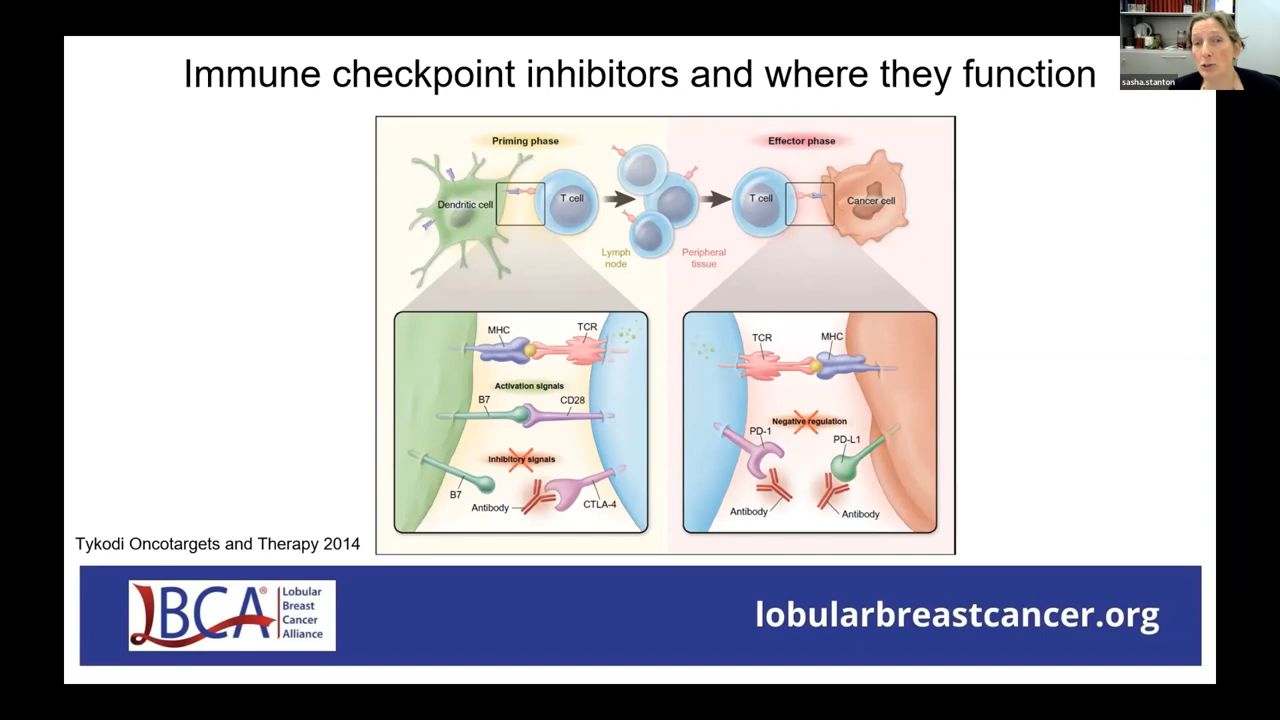 Immune checkpoint inhibitors and where they function
sasha.stanton
Priming phase
Effector phase
Dendritic cell
T cell
T cell
Cancer cell
Lymph
node
Peripheral
tissue
MHC
TCR
Activation signals
B7
CD28
Inhibitory signals
B7
Antibody
CTLA-4
TCR
MHC
Negative regulation
PD-1
PD-L1
Antibody
Antibody
Tykodi Oncotargets and Therapy 2014
LBCA®
Lobular
Breast
Cancer
Alliance
lobularbreastcancer.org